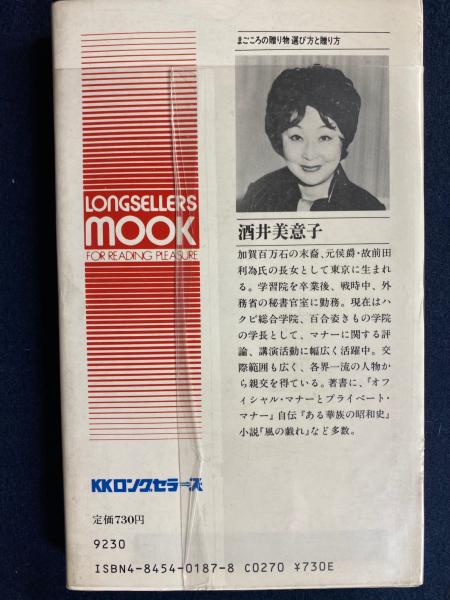 まごころの贈り物 選び方と贈り方
LONGSELLERS
MOOK
FOR READING PLEASURE
酒井美意子
加賀百万石の末裔、元侯爵・故前田
利為氏の長女として東京に生まれ
る。学習院を卒業後、戦時中、外
務省の秘書官室に勤務。現在はハ
クビ総合学院、百合姿きもの学院
の学長として、マナーに関する評
論、講演活動に幅広く活躍中。交
際範囲も広く、各界一流の人物か
ら親交を得ている。著書に、『オフ
ィシャル・マナーとプライベート・
マナー』自伝『ある華族の昭和史』
小説『風の戯れ』など多数。
KKロングセラーズ
定価730円
9230
ISBN4-8454-0187-8 C0270 ¥730E